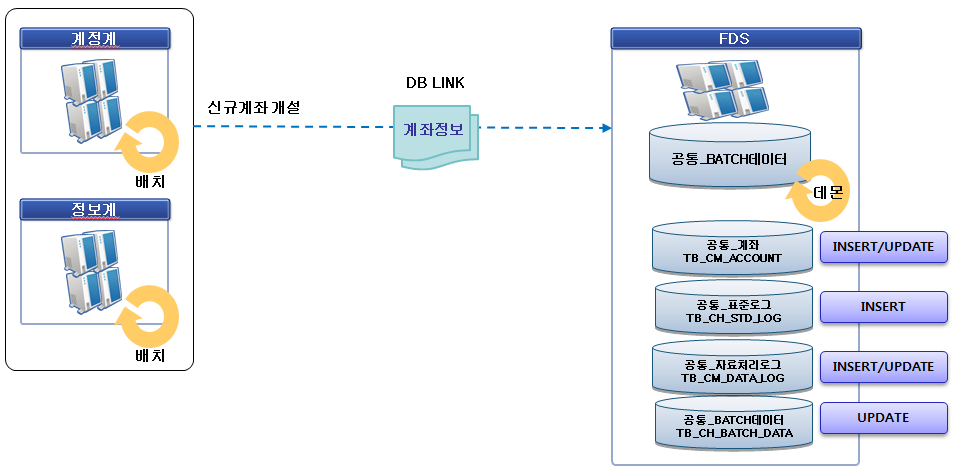 계정계
배치
정보계
배치
신규계좌 개설
DB LINK
계좌정보
FDS
공통_BATCH데이터
데몬
공통_계좌
TB_CM_ACCOUNT
INSERT/UPDATE
공통_표준로그
TB_CH_STD_LOG
INSERT
공통_자료처리로그
TB_CM_DATA_LOG
INSERT/UPDATE
공통_BATCH데이터
TB_CH_BATCH_DATA
UPDATE